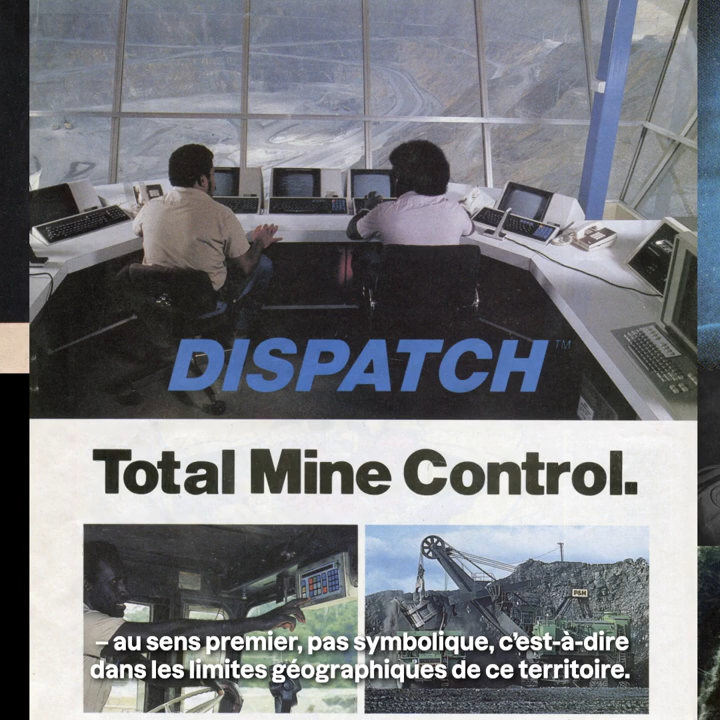 DISPATCH™
Total Mine Control.
P&H
– au sens premier, pas symbolique, c'est-à-dire
dans les limites géographiques de ce territoire.